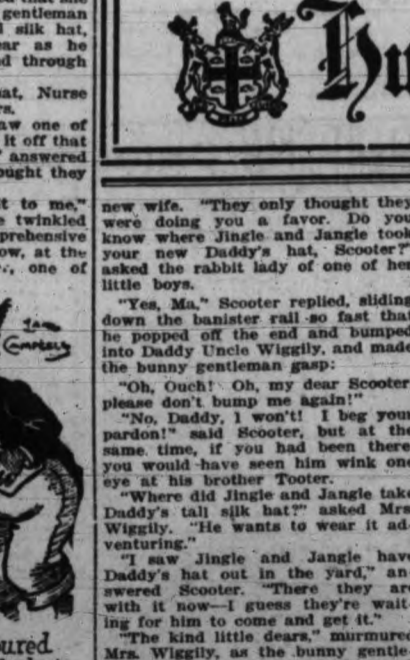 gentleman
silk hat,
as he
through
Nurse
aw one of
it off that
answered
ought they
t to me,"
twinkled
prehensive
ow, at the
one of
Campbell
oured
Hu
new wife. "They only thought they
were doing you a favor. Do you
know where Jingle and Jangle took
your new Daddy's hat, Scooter?"
asked the rabbit lady of one of her
little boys.
"Yes, Ma," Scooter replied, sliding
down the banister rail so fast that
he popped off the end and bumped
into Daddy Uncle Wiggily, and made
the bunny gentleman gasp:
"Oh, Ouch! Oh, my dear Scooter
please don't bump me again!"
"No, Daddy, I won't! I beg your
pardon!" said Scooter, but at the
same time, if you had been there
you would have seen him wink one
eye at his brother Tooter.
"Where did Jingle and Jangle take
Daddy's tall silk hat?" asked Mrs
Wiggily. "He wants to wear it ad-
venturing."
"I saw Jingle and Jangle have
Daddy's hat out in the yard," an-
swered Scooter. "There they are
with it now—I guess they're wait-
ing for him to come and get it."
"The kind little dears," murmured
Mrs. Wiggily, as the bunny gentle-